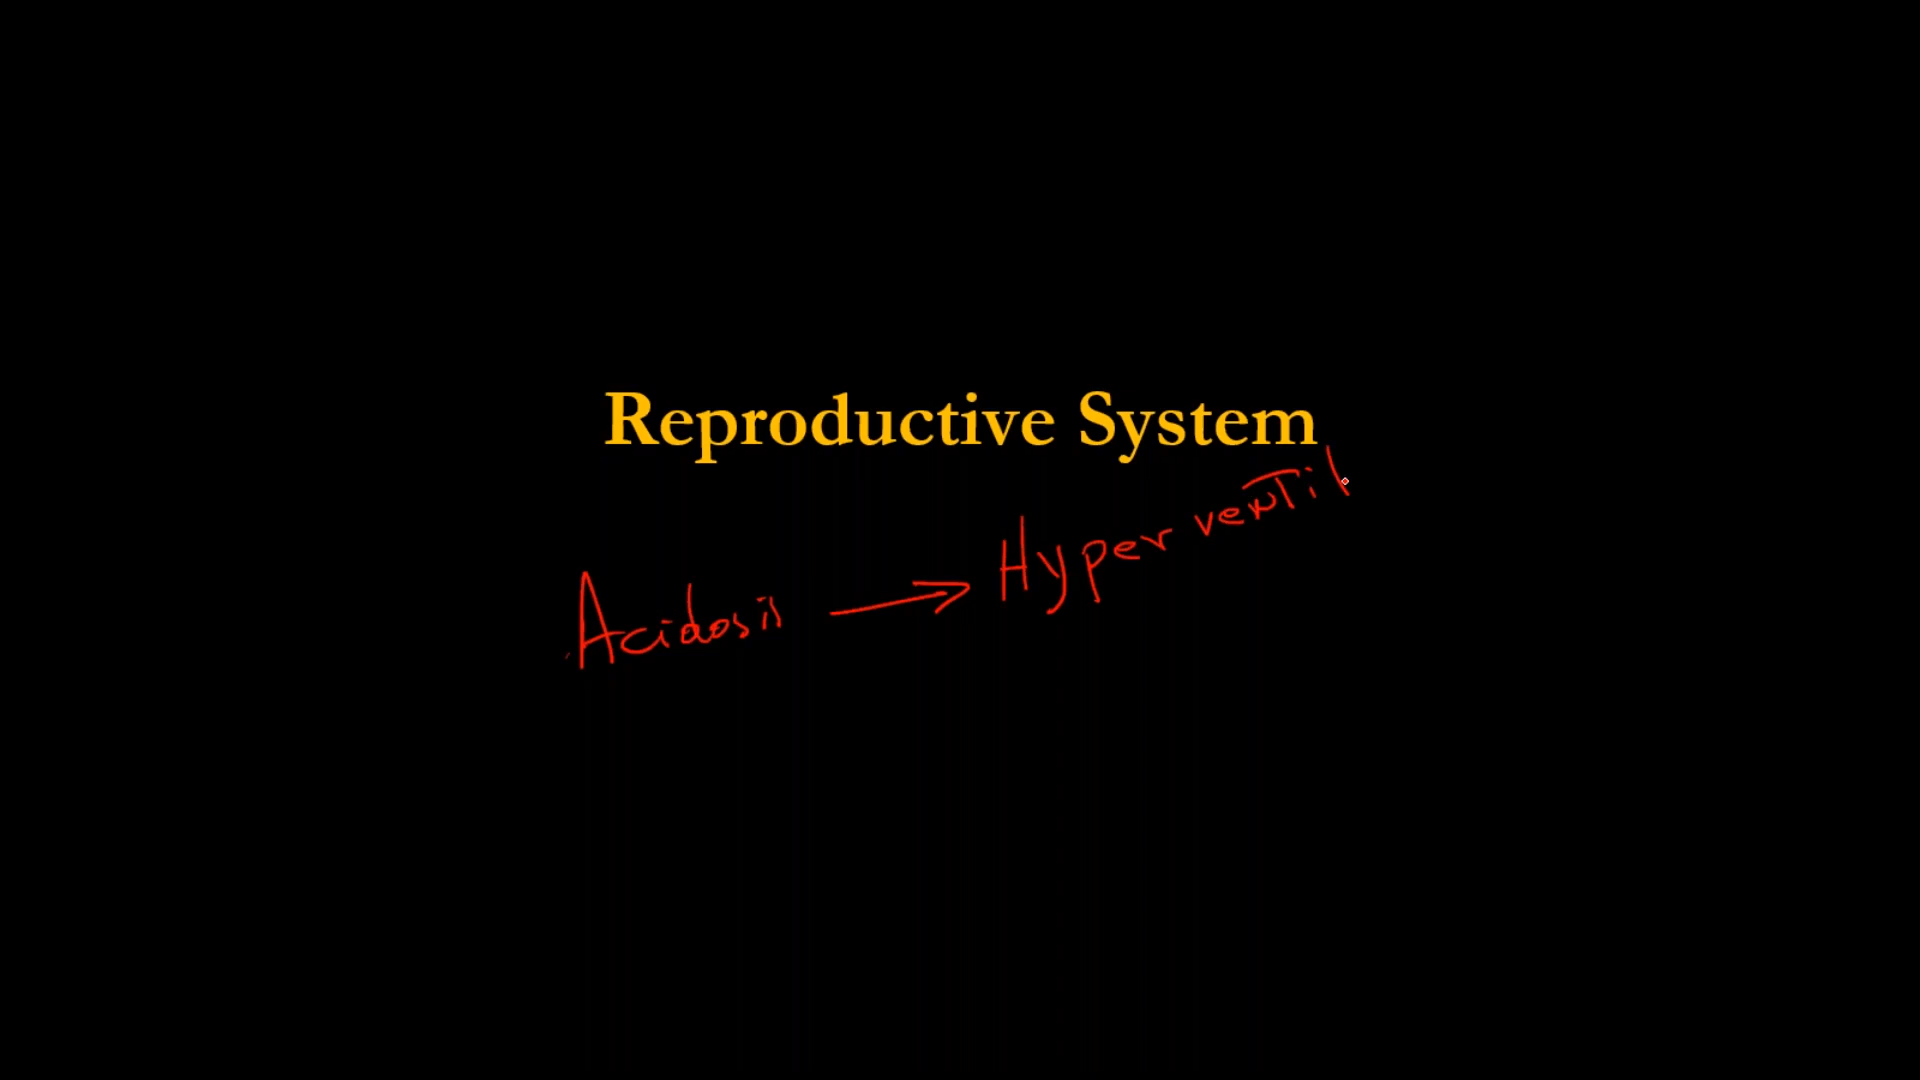 Reproductive System
Acidosis → Hyper ventil